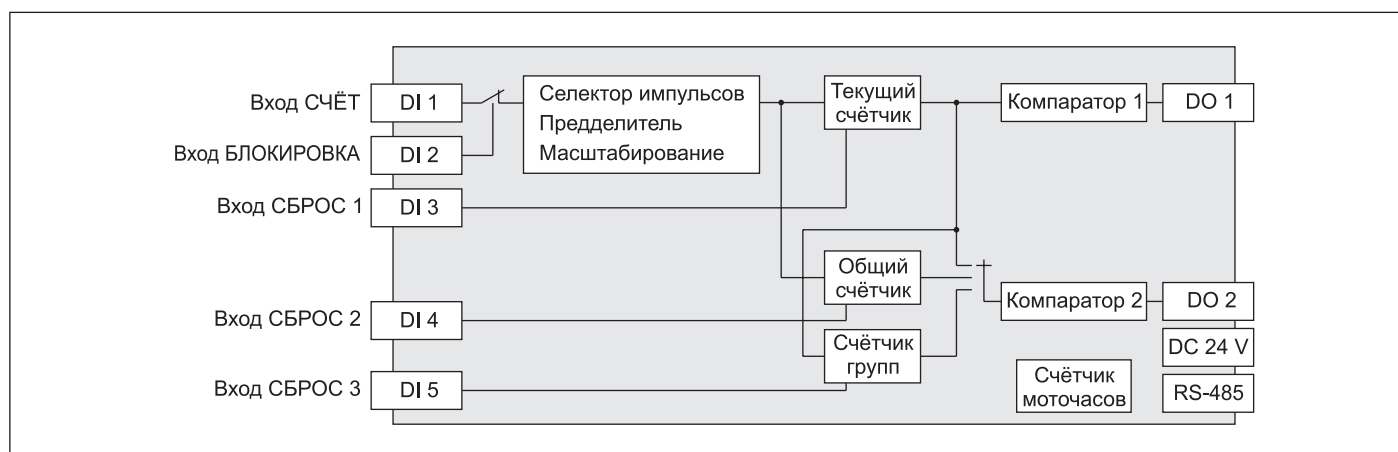 Вход СЧЁТ
DI 1
Селектор импульсов
Предделитель
Масштабирование
Текущий
счётчик
Компаратор 1
DO 1
Вход БЛОКИРОВКА
DI 2
Вход СБРОС 1
DI 3
Общий
счётчик
Компаратор 2
DO 2
Вход СБРОС 2
DI 4
Счётчик
групп
DC 24 V
Вход СБРОС 3
DI 5
Счётчик
моточасов
RS-485